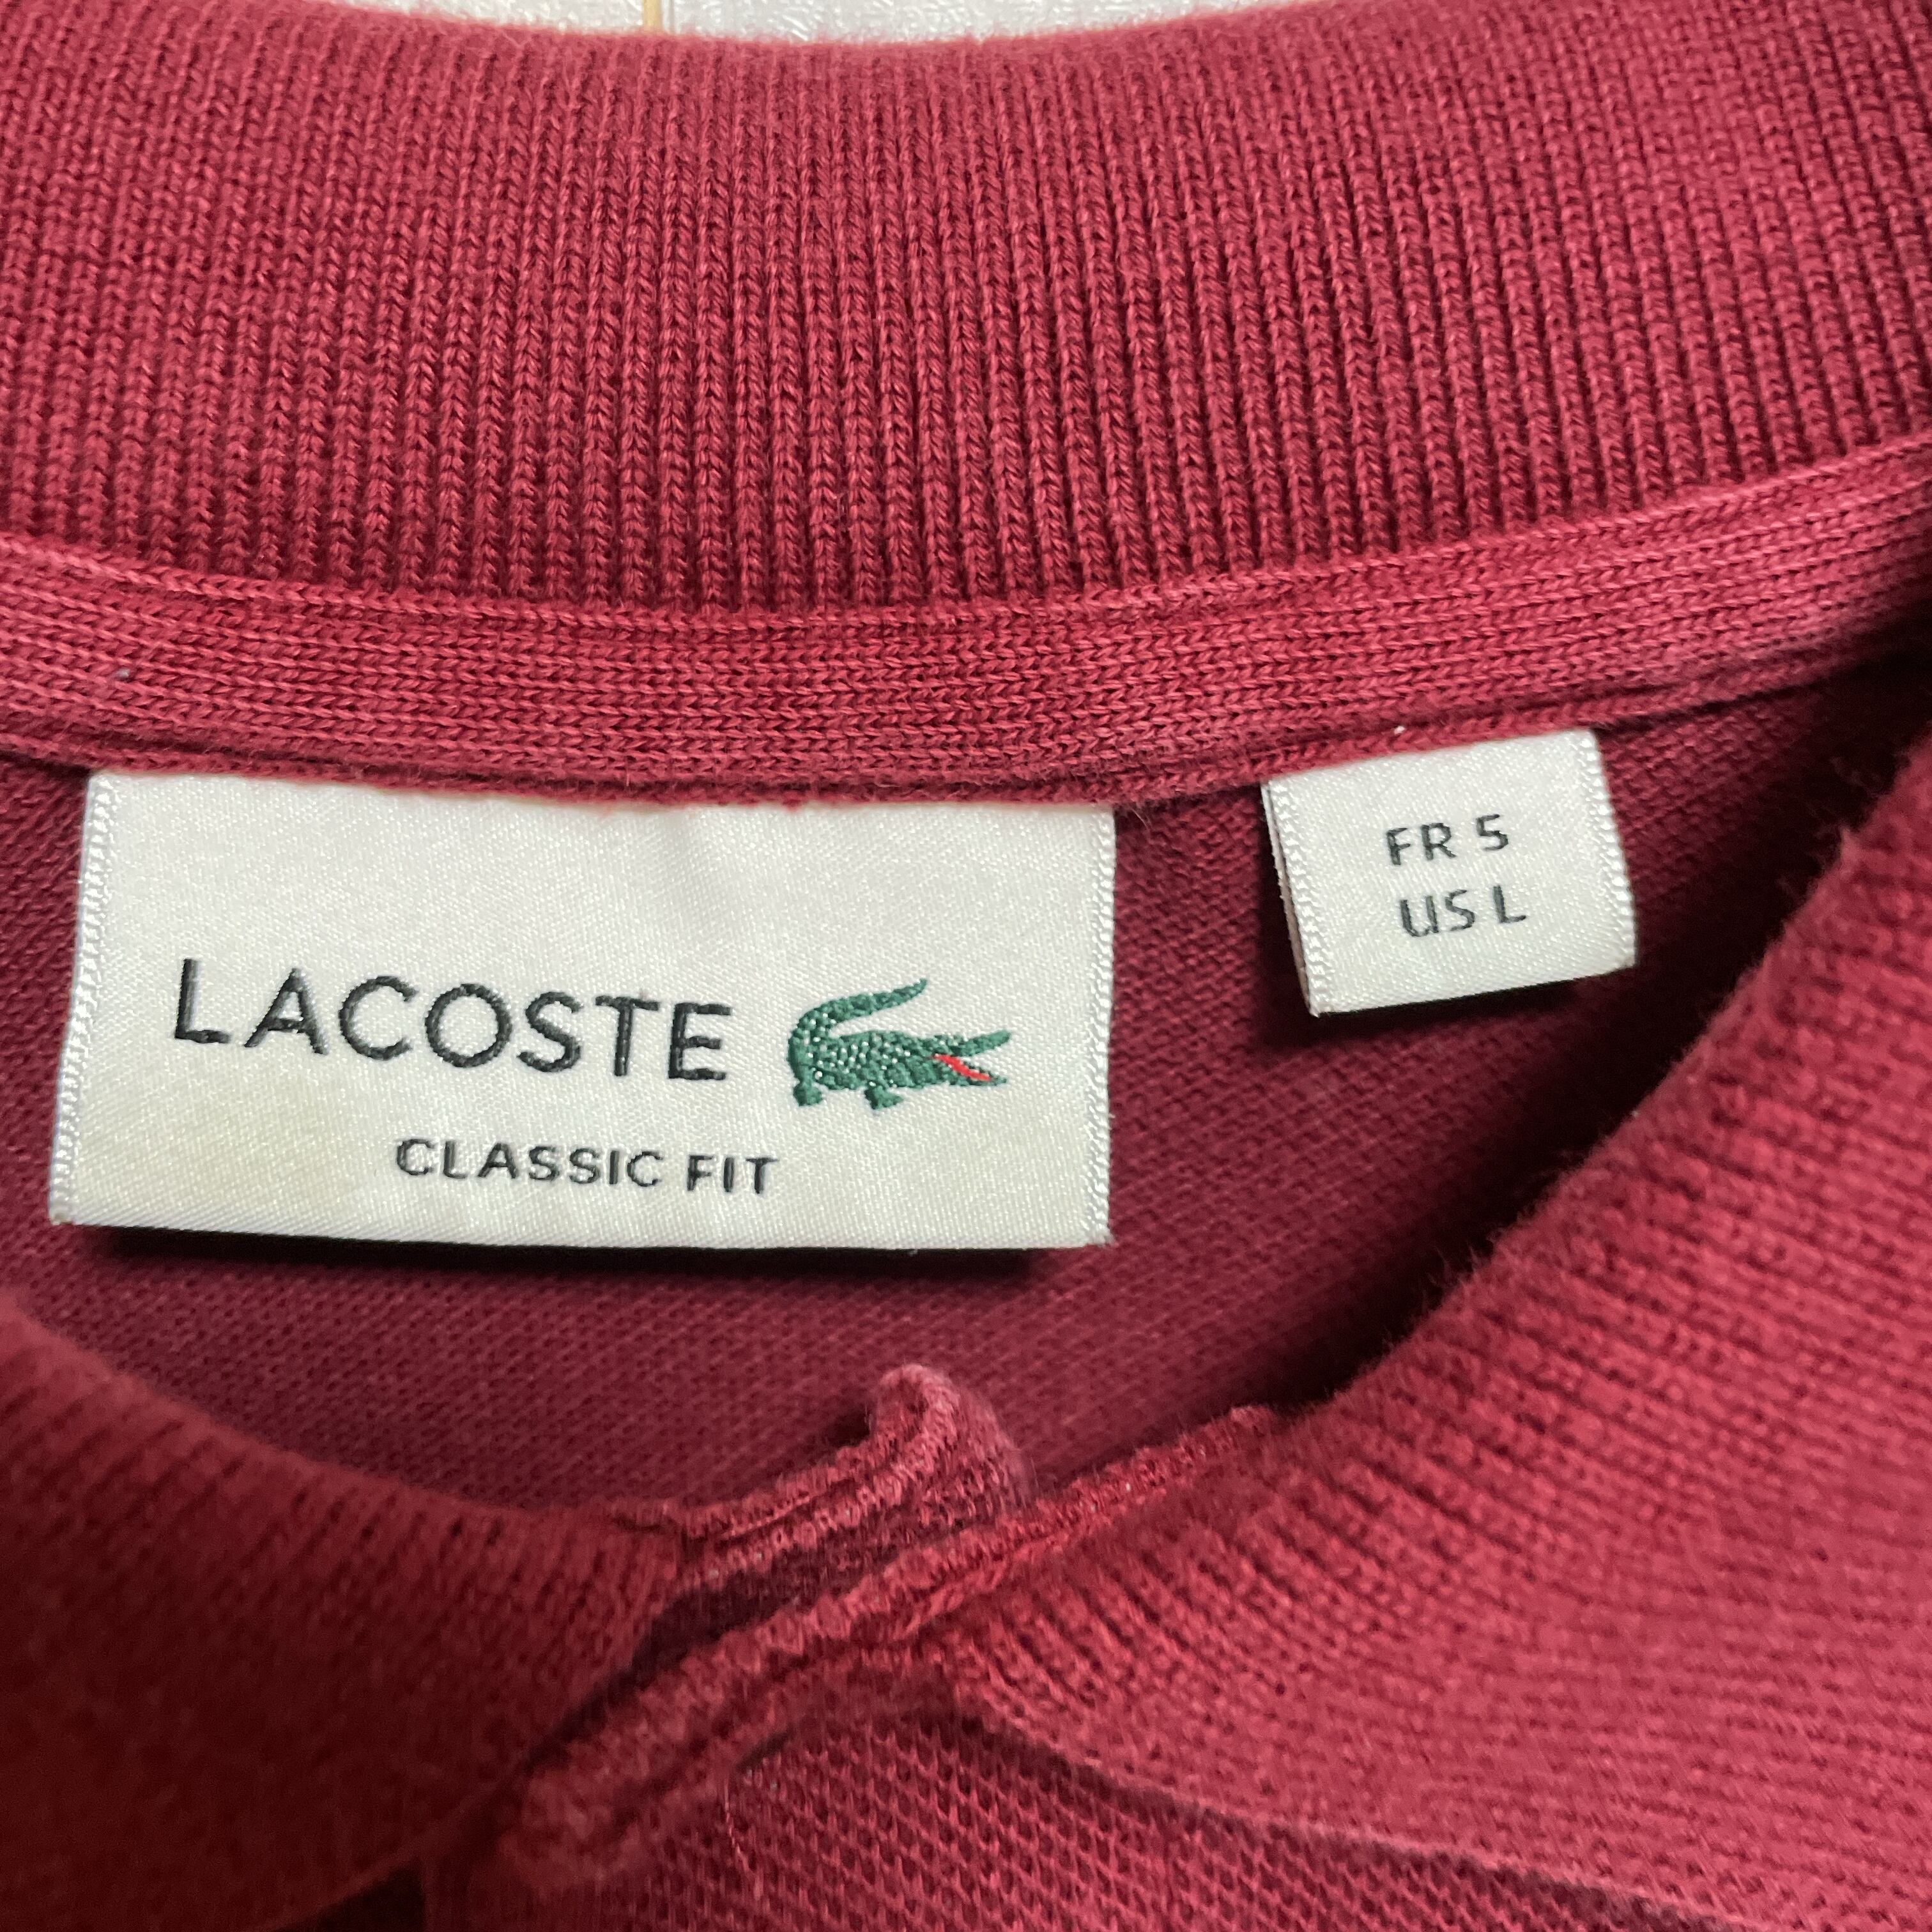 LACOSTE
CLASSIC FIT
FR 5
US L